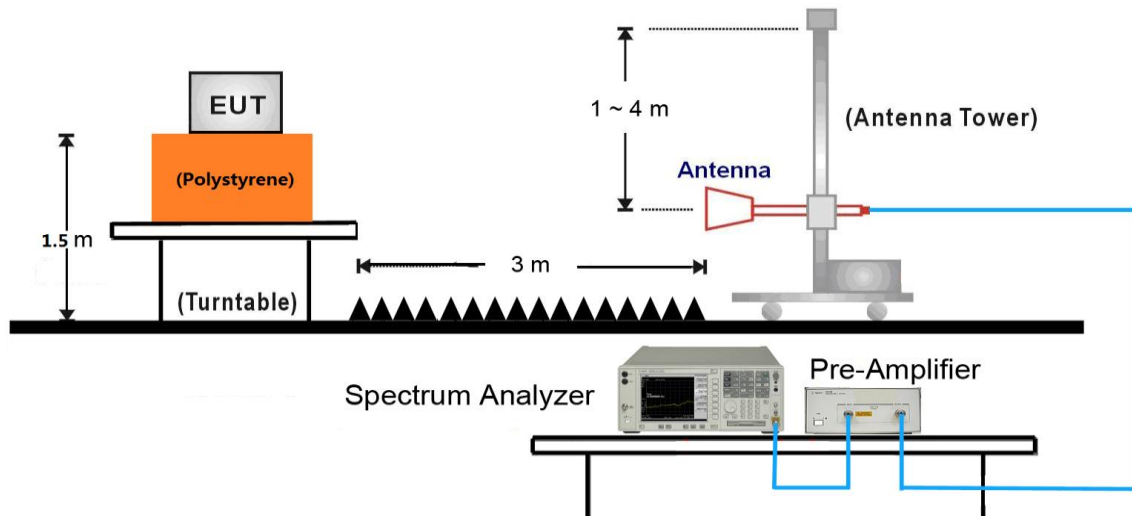 EUT
(Polystyrene)
1.5 m
(Turntable)
3 m
1 ~ 4 m
Antenna
(Antenna Tower)
Spectrum Analyzer
Pre-Amplifier